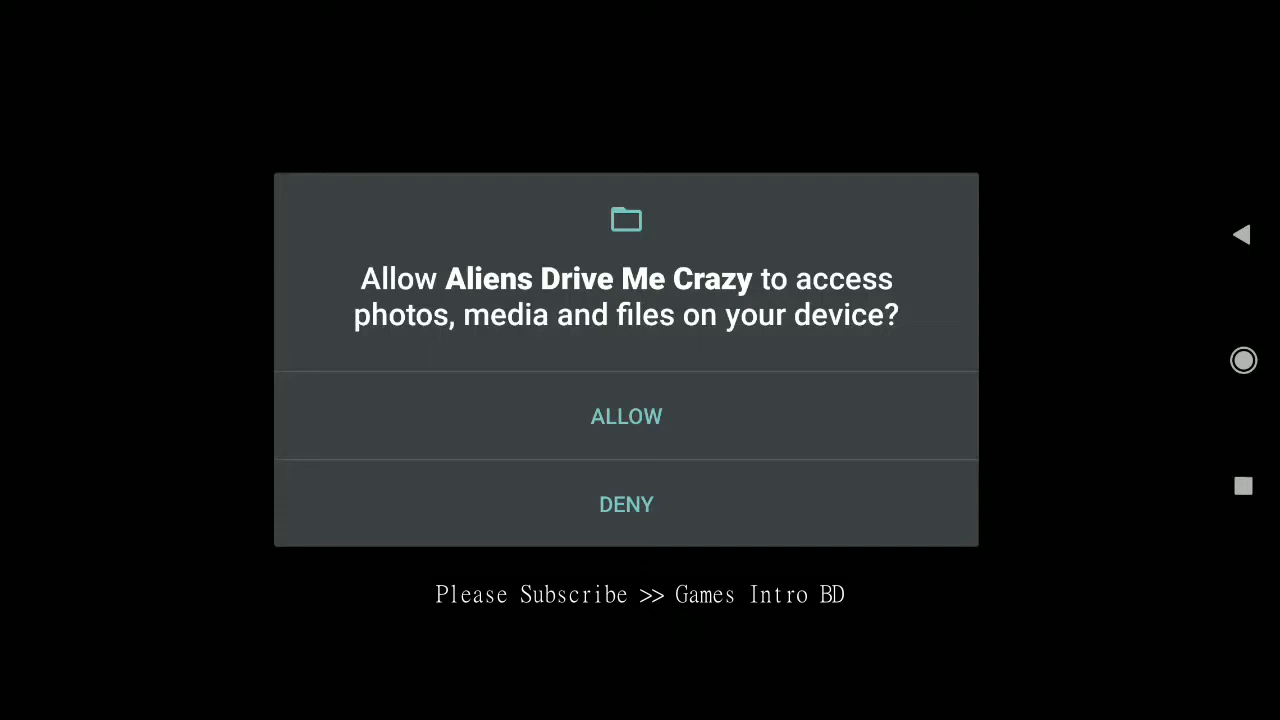 Allow Aliens Drive Me Crazy to access
photos, media and files on your device?
ALLOW
DENY
Please Subscribe >> Games Intro BD